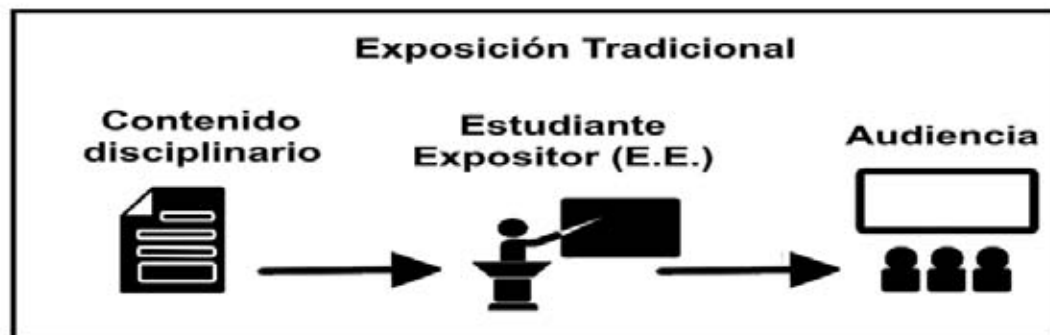 Exposición Tradicional
Contenido
disciplinario
Estudiante
Expositor (E.E.)
Audiencia